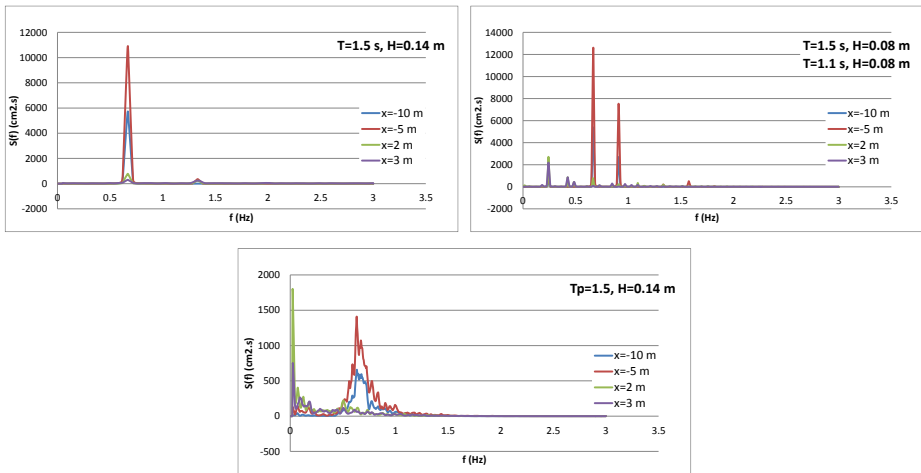 T=1.5 s, H=0.14 m
12000
10000
8000
6000
4000
2000
0
-2000
S(f) (cm2.s)
x=-10 m
x=-5 m
x=2 m
x=3 m
0 0.5 1 1.5 2 2.5 3 3.5
f (Hz)
T=1.5 s, H=0.08 m
T=1.1 s, H=0.08 m
14000
12000
10000
8000
6000
4000
2000
0
-2000
S(f) (cm2.s)
x=-10 m
x=-5 m
x=2 m
x=3 m
0 0.5 1 1.5 2 2.5 3 3.5
f (Hz)
Tp=1.5, H=0.14 m
2000
1500
1000
500
0
-500
S(f) (cm2.s)
x=-10 m
x=-5 m
x=2 m
x=3 m
0 0.5 1 1.5 2 2.5 3 3.5
f (Hz)